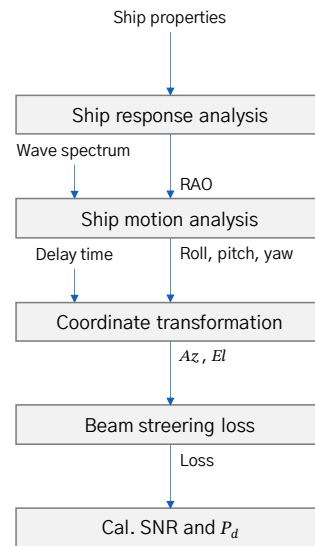 Ship properties
Ship response analysis
Wave spectrum
RAO
Ship motion analysis
Delay time
Roll, pitch, yaw
Coordinate transformation
Az, El
Beam streering loss
Loss
Cal. SNR and P_d